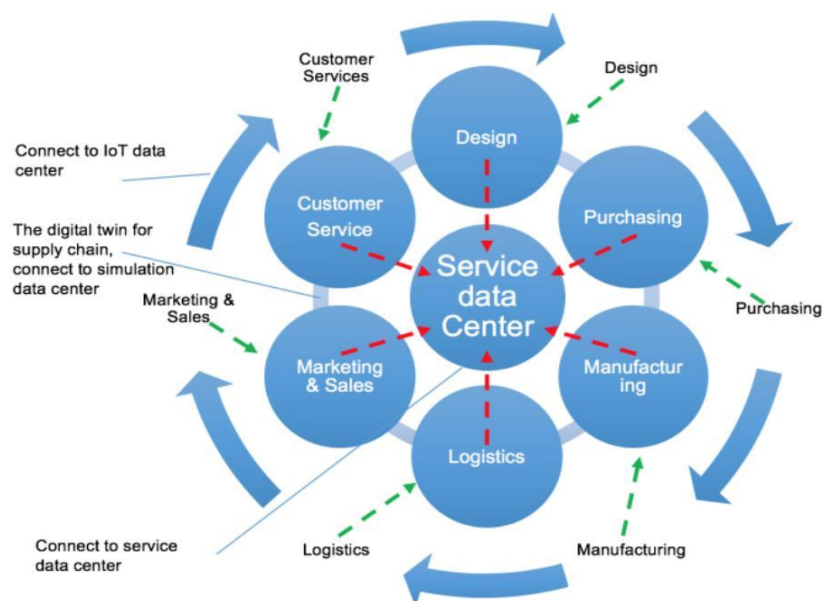 Customer
Services
Design
Design
Connect to IoT data
center
Customer
Service
Purchasing
The digital twin for
supply chain,
connect to simulation
data center
Service
data
Center
Marketing &
Sales
Purchasing
Marketing
& Sales
Manufactur
ing
Logistics
Connect to service
data center
Logistics
Manufacturing